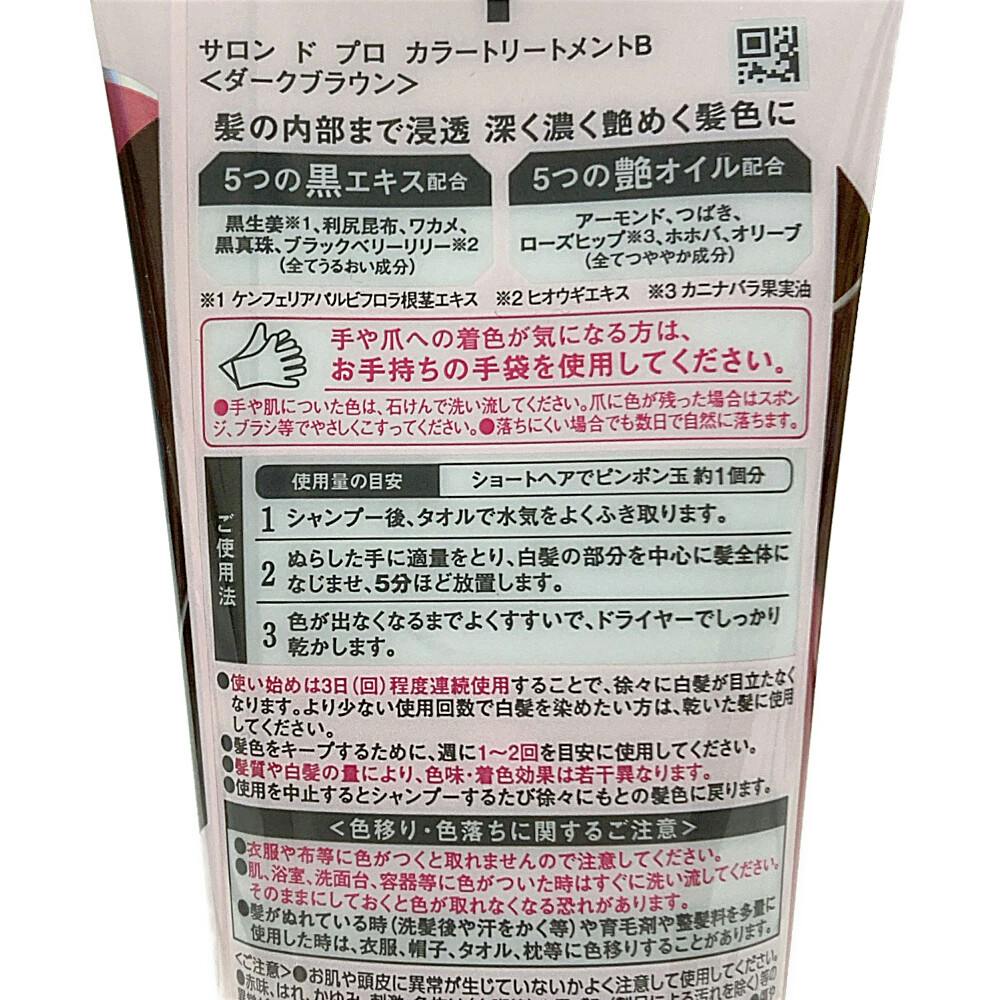 サロン ド プロ カラートリートメントB
<ダークブラウン>
髪の内部まで浸透 深く濃く艶めく髪色に
5つの黒エキス配合
黒生姜※1、利尻昆布、ワカメ、
黒真珠、ブラックベリーリリー※2
(全てうるおい成分)
5つの艶オイル配合
アーモンド、つばき、
ローズヒップ※3、ホホバ、オリーブ
(全てつややか成分)
※1 ケンフェリアパルビフロラ根茎エキス ※2 ヒオウギエキス ※3 カニナバラ果実油
手や爪への着色が気になる方は、
お手持ちの手袋を使用してください。
●手や肌についた色は、石けんで洗い流してください。爪に色が残った場合はスポン
ジ、ブラシ等でやさしくこすってください。●落ちにくい場合でも数日で自然に落ちます。
ご使用法
使用量の目安 ショートヘアでピンポン玉 約1個分
1 シャンプー後、タオルで水気をよくふき取ります。
2 ぬらした手に適量をとり、白髪の部分を中心に髪全体に
なじませ、5分ほど放置します。
3 色が出なくなるまでよくすすいで、ドライヤーでしっかり
乾かします。
●使い始めは3日(回)程度連続使用することで、徐々に白髪が目立たなく
なります。より少ない使用回数で白髪を染めたい方は、乾いた髪に使用
してください。
●髪色をキープするために、週に1〜2回を目安に使用してください。
●髪質や白髪の量により、色味・着色効果は若干異なります。
●使用を中止するとシャンプーするたび徐々にもとの髪色に戻ります。
<色移り・色落ちに関するご注意>
●衣服や布等に色がつくと取れませんので注意してください。
●肌、浴室、洗面台、容器等に色がついた時はすぐに洗い流してください。
そのままにしておくと色が取れなくなる恐れがあります。
●髪がぬれている時(洗髪後や汗をかく等)や育毛剤や整髪料を多量に
使用した時は、衣服、帽子、タオル、枕等に色移りすることがあります。
<ご注意>●お肌や頭皮に異常が生じていないかよく注意して使用してください。
●赤味、はれ、かゆみ、刺激、